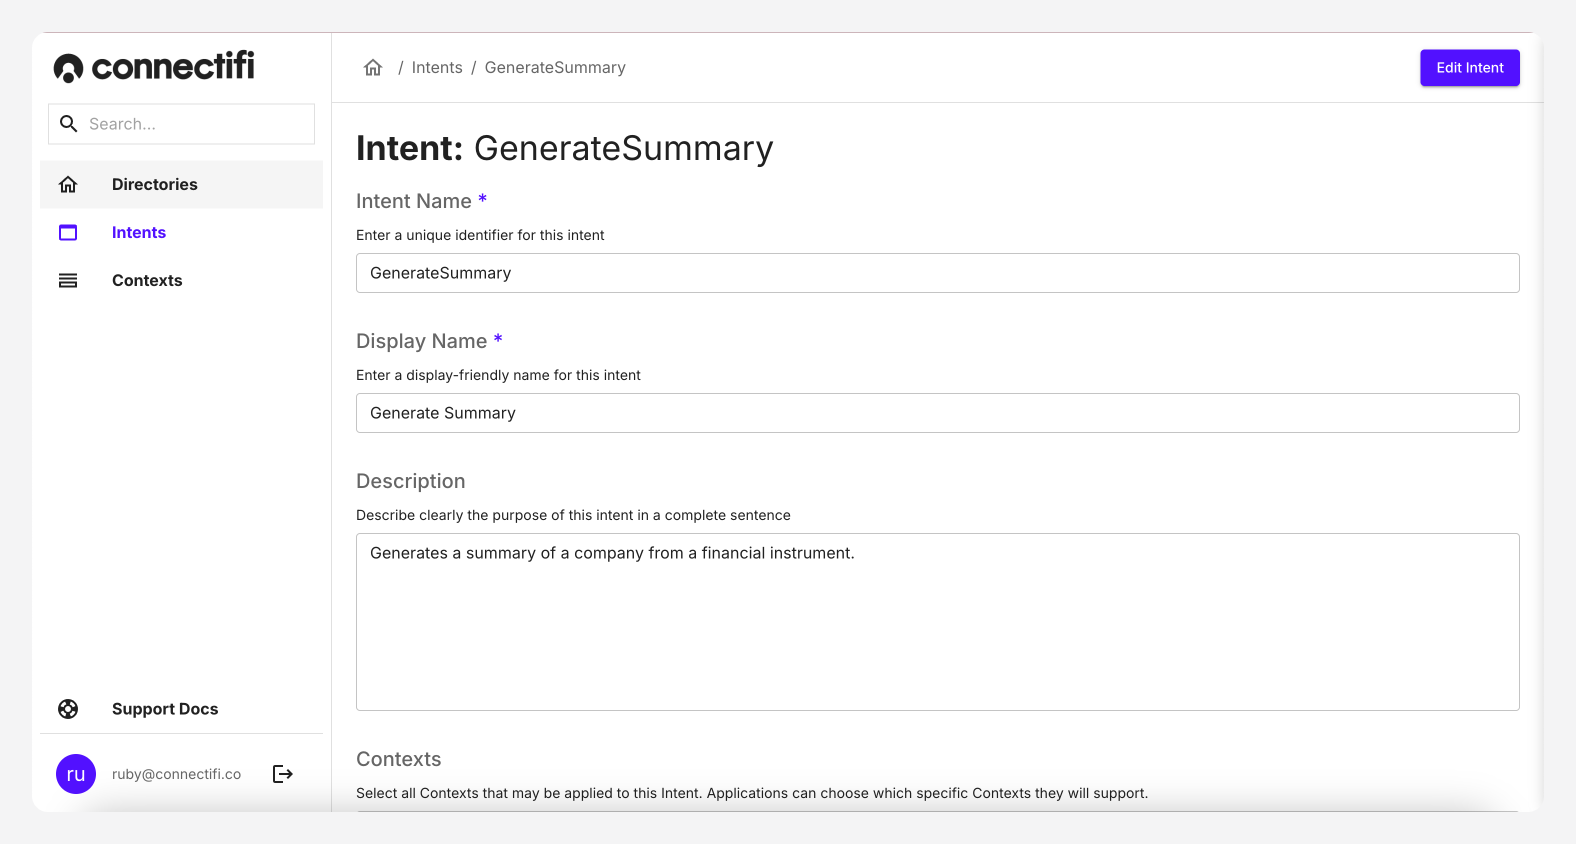 connectifi
Search...
Directories
Intents
Contexts
Support Docs
ru
ruby@connectifi.co
/ Intents / GenerateSummary
Edit Intent
Intent: GenerateSummary
Intent Name *
Enter a unique identifier for this intent
GenerateSummary
Display Name *
Enter a display-friendly name for this intent
Generate Summary
Description
Describe clearly the purpose of this intent in a complete sentence
Generates a summary of a company from a financial instrument.
Contexts
Select all Contexts that may be applied to this Intent. Applications can choose which specific Contexts they will support.